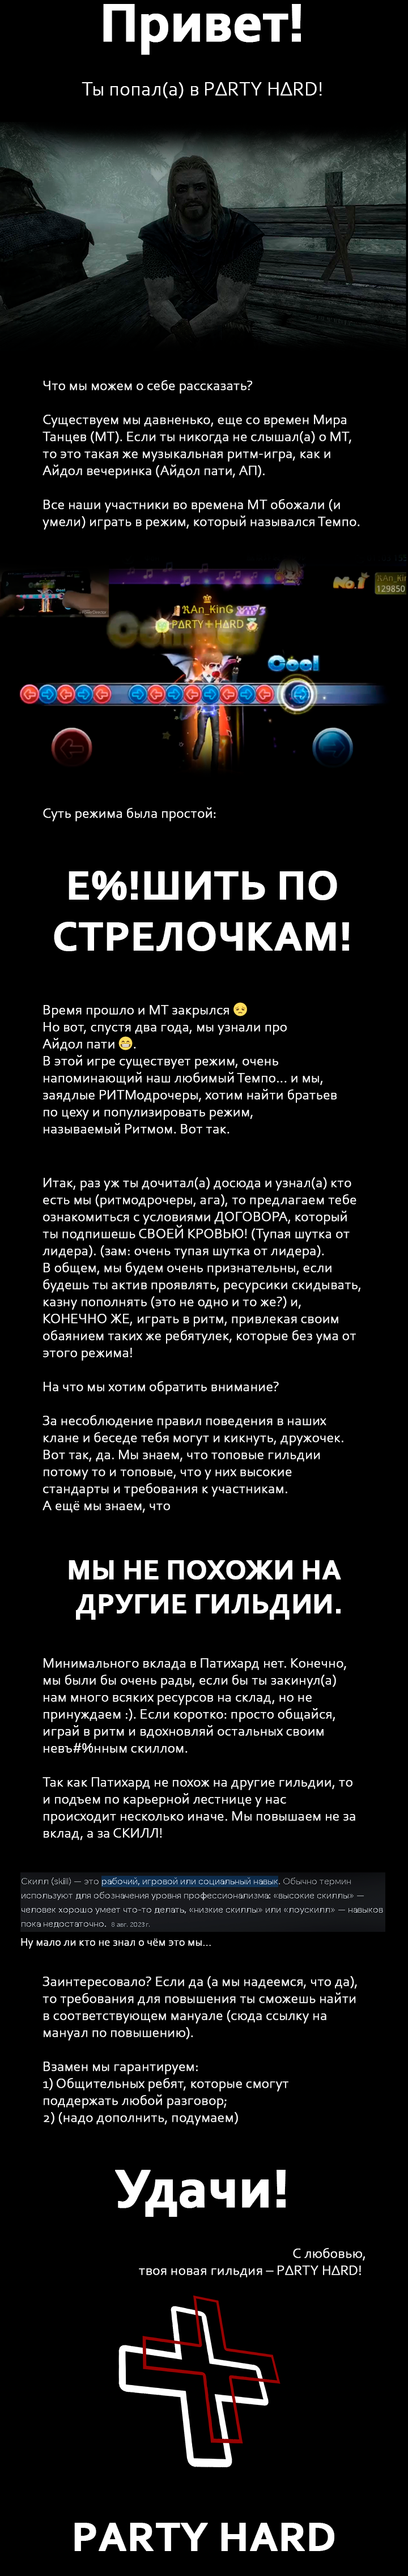 Привет!
Ты попал(а) в PΔRTY HΔRD!
Что мы можем о себе рассказать?
Существуем мы давненько, еще со времен Мира
Танцев (МТ). Если ты никогда не слышал(а) о МТ,
то это такая же музыкальная ритм-игра, как и
Айдол вечеринка (Айдол пати, АП).
Все наши участники во времена МТ обожали (и
умели) играть в режим, который назывался Темпо.
No.1
129850
PΔRTY+HΔRD
Cool
Суть режима была простой:
Е%!ШИТЬ ПО
СТРЕЛОЧКАМ!
Время прошло и МТ закрылся 😔
Но вот, спустя два года, мы узнали про
Айдол пати 😁.
В этой игре существует режим, очень
напоминающий наш любимый Темпо... и мы,
заядлые РИТМодрочеры, хотим найти братьев
по цеху и популизировать режим,
называемый Ритмом. Вот так.
Итак, раз уж ты дочитал(а) досюда и узнал(а) кто
есть мы (ритмодрочеры, ага), то предлагаем тебе
ознакомиться с условиями ДОГОВОРА, который
ты подпишешь СВОЕЙ КРОВЬЮ! (Тупая шутка от
лидера). (зам: очень тупая шутка от лидера).
В общем, мы будем очень признательны, если
будешь ты актив проявлять, ресурсики скидывать,
казну пополнять (это не одно и то же?) и,
КОНЕЧНО ЖЕ, играть в ритм, привлекая своим
обаянием таких же ребятулек, которые без ума от
этого режима!
На что мы хотим обратить внимание?
За несоблюдение правил поведения в наших
клане и беседе тебя могут и кикнуть, дружочек.
Вот так, да. Мы знаем, что топовые гильдии
потому то и топовые, что у них высокие
стандарты и требования к участникам.
А ещё мы знаем, что
МЫ НЕ ПОХОЖИ НА
ДРУГИЕ ГИЛЬДИИ.
Минимального вклада в Патихард нет. Конечно,
мы были бы очень рады, если бы ты закинул(а)
нам много всяких ресурсов на склад, но не
принуждаем :). Если коротко: просто общайся,
играй в ритм и вдохновляй остальных своим
невъ#%нным скиллом.
Так как Патихард не похож на другие гильдии, то
и подъем по карьерной лестнице у нас
происходит несколько иначе. Мы повышаем не за
вклад, а за СКИЛЛ!
Скилл (skill) — это рабочий, игровой или социальный навык. Обычно термин
используют для обозначения уровня профессионализма: «высокие скиллы» —
человек хорошо умеет что-то делать, «низкие скиллы» или «лоускилл» — навыков
пока недостаточно. 8 авг. 2023 г.
Ну мало ли кто не знал о чём это мы...
Заинтересовало? Если да (а мы надеемся, что да),
то требования для повышения ты сможешь найти
в соответствующем мануале (сюда ссылку на
мануал по повышению).
Взамен мы гарантируем:
1) Общительных ребят, которые смогут
поддержать любой разговор;
2) (надо дополнить, подумаем)
Удачи!
С любовью,
твоя новая гильдия – PΔRTY HΔRD!
PARTY HARD